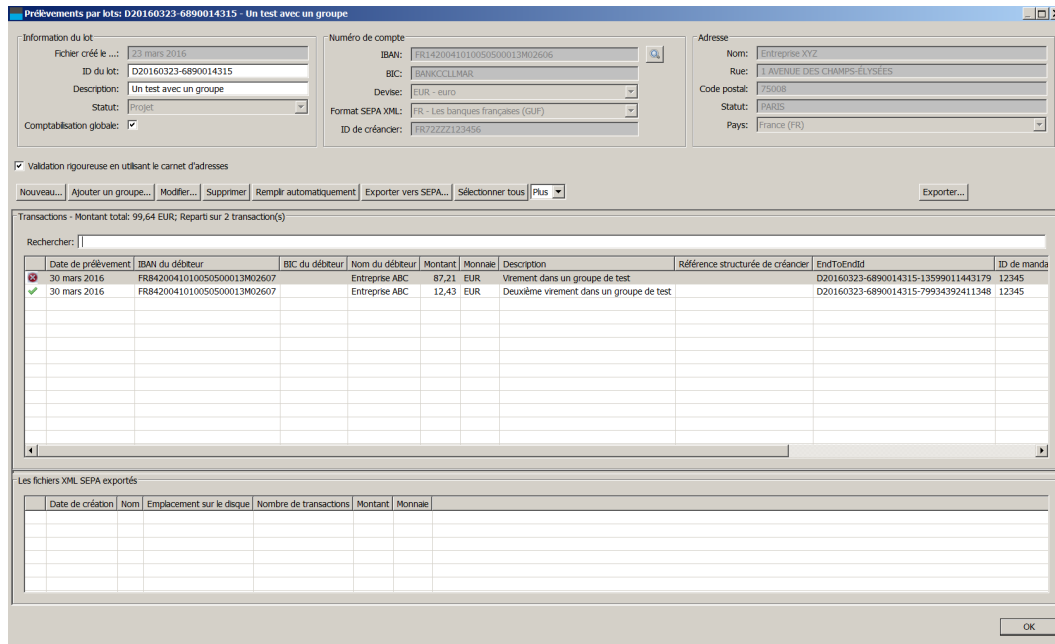 Prélèvements par lots: D20160323-6890014315 - Un test avec un groupe
Information du lot
Fichier créé le ...: 23 mars 2016
ID du lot: D20160323-6890014315
Description: Un test avec un groupe
Statut: Projet
Comptabilisation globale:
Numéro de compte
IBAN: FR1420041010050500013M02606
BIC: BANKCCLLMAR
Devise: EUR - euro
Format SEPA XML: FR - Les banques françaises (GUF)
ID de créancier: FR72ZZZ123456
Adresse
Nom: Entreprise XYZ
Rue: 1 AVENUE DES CHAMPS-ÉLYSÉES
Code postal: 75008
Statut: PARIS
Pays: France (FR)
Validation rigoureuse en utilisant le carnet d'adresses
Nouveau... Ajouter un groupe... Modifier... Supprimer Remplir automatiquement Exporter vers SEPA... Sélectionner tous Plus Exporter...
Transactions - Montant total: 99,64 EUR; Reparti sur 2 transaction(s)
Rechercher:
Date de prélèvement IBAN du débiteur BIC du débiteur Nom du débiteur Montant Monnaie Description Référence structurée de créancier EndToEndId ID de manda
30 mars 2016 FR8420041010050500013M02607 Entreprise ABC 87,21 EUR Virement dans un groupe de test D20160323-6890014315-13599011443179 12345
30 mars 2016 FR8420041010050500013M02607 Entreprise ABC 12,43 EUR Deuxième virement dans un groupe de test D20160323-6890014315-79934392411348 12345
Les fichiers XML SEPA exportés
Date de création Nom Emplacement sur le disque Nombre de transactions Montant Monnaie
OK